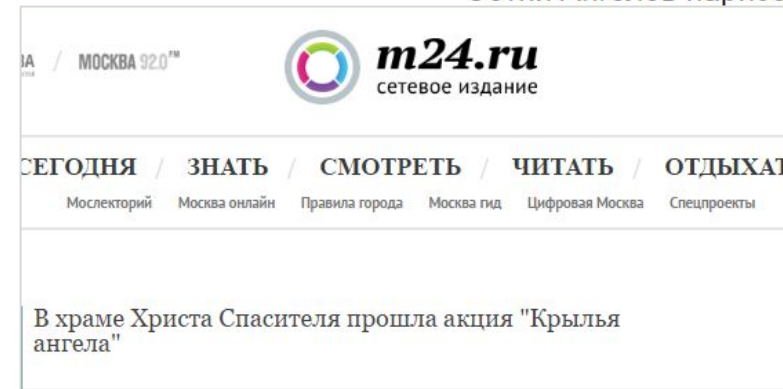 МОСКВА 92.0 FM
m24.ru
сетевое издание
СЕГОДНЯ / ЗНАТЬ / СМОТРЕТЬ / ЧИТАТЬ / ОТДЫХАТ
Мослекторий Москва онлайн Правила города Москва гид Цифровая Москва Спецпроекты
В храме Христа Спасителя прошла акция "Крылья
ангела"